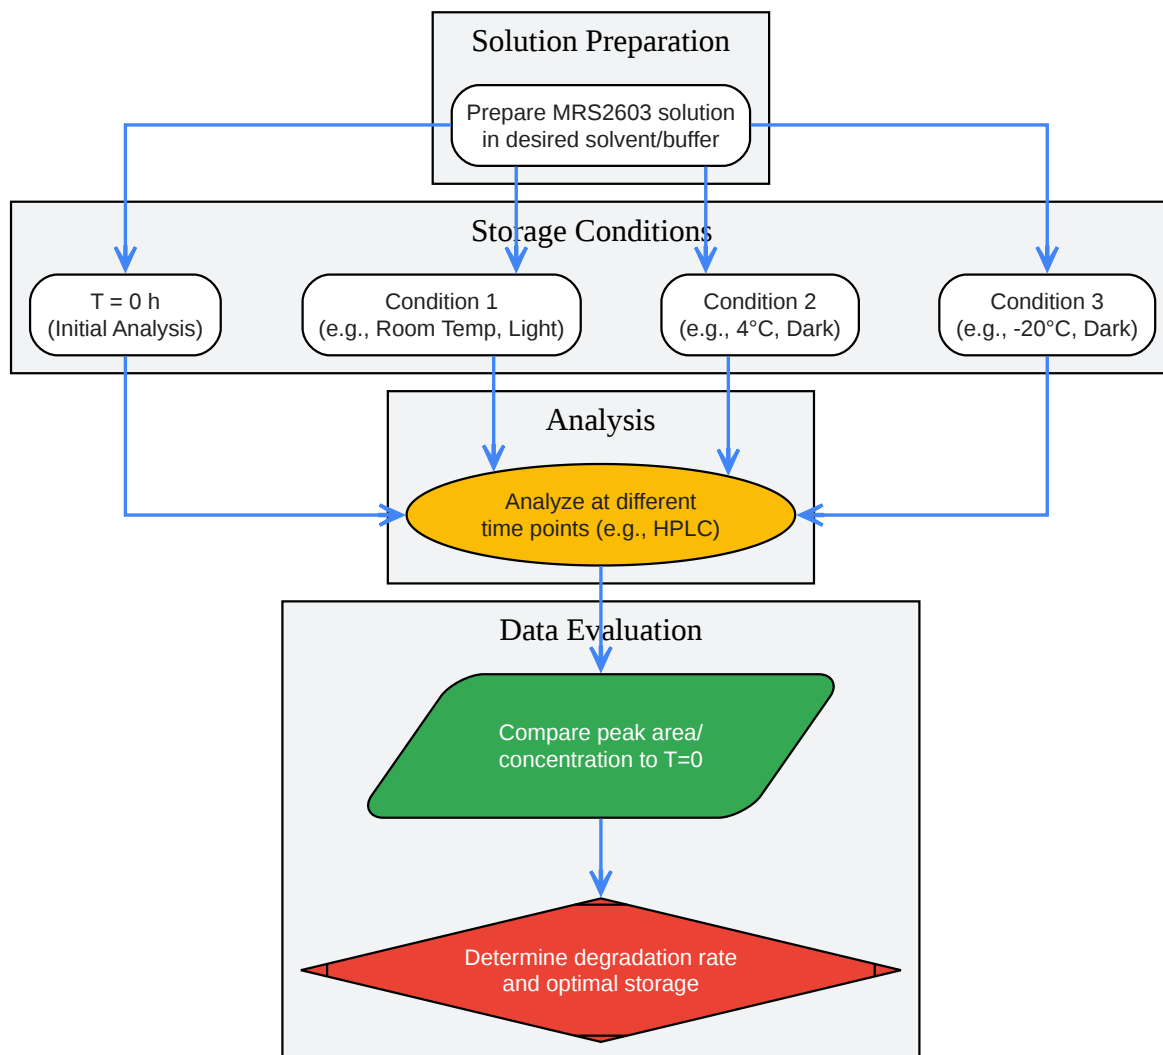 Solution Preparation
Prepare MRS2603 solution
in desired solvent/buffer
Storage Conditions
T = 0 h
(Initial Analysis)
Condition 1
(e.g., Room Temp, Light)
Condition 2
(e.g., 4°C, Dark)
Condition 3
(e.g., -20°C, Dark)
Analysis
Analyze at different
time points (e.g., HPLC)
Data Evaluation
Compare peak area/
concentration to T=0
Determine degradation rate
and optimal storage